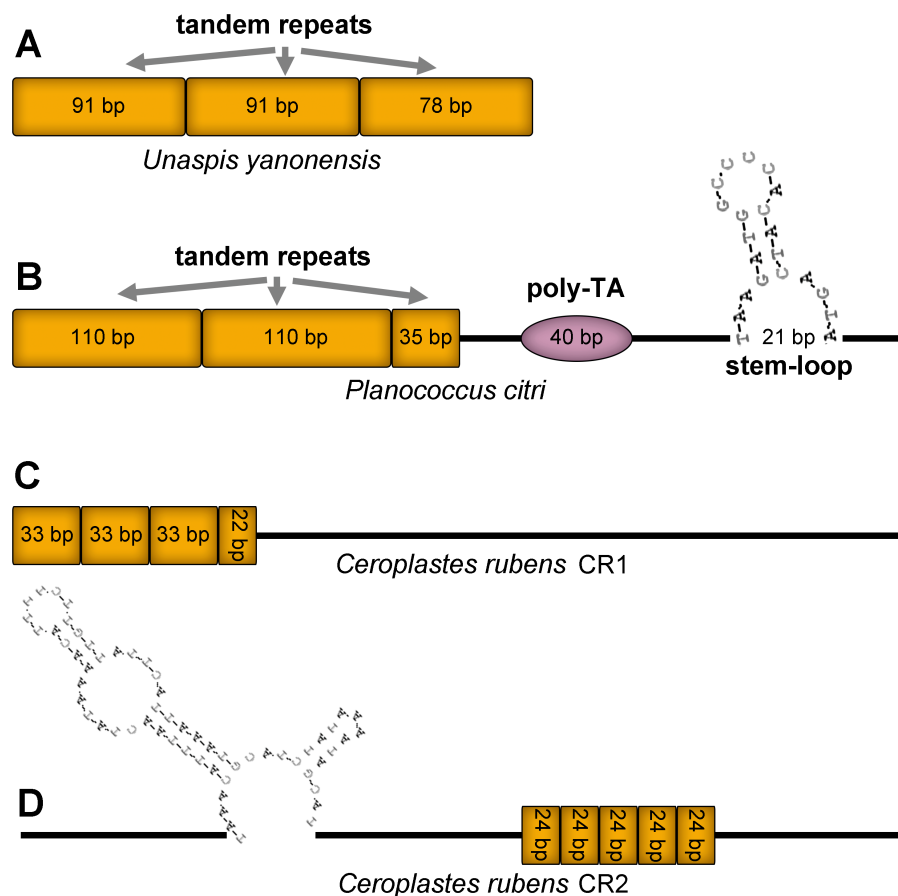 A
tandem repeats
91 bp
91 bp
78 bp
Unaspis yanonensis
B
tandem repeats
110 bp
110 bp
35 bp
poly-TA
40 bp
21 bp
stem-loop
Planococcus citri
C
33 bp
33 bp
33 bp
22 bp
Ceroplastes rubens CR1
D
24 bp
24 bp
24 bp
24 bp
24 bp
Ceroplastes rubens CR2